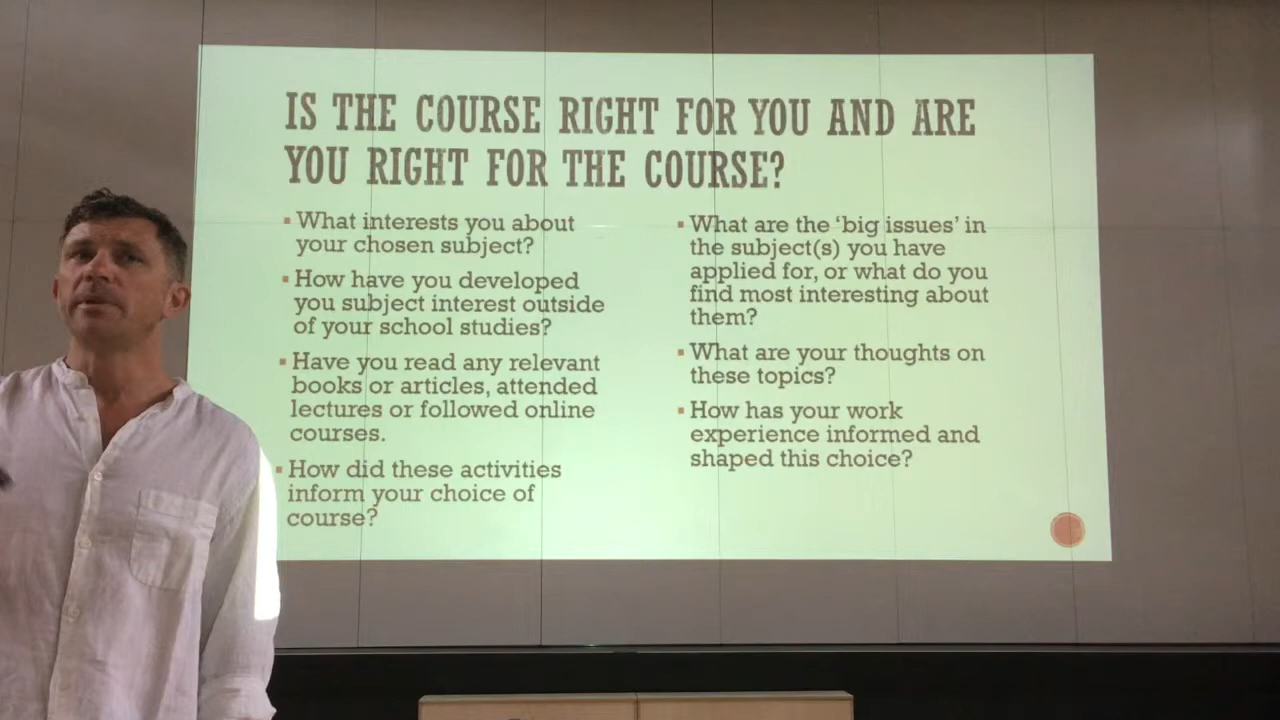 IS THE COURSE RIGHT FOR YOU AND ARE
YOU RIGHT FOR THE COURSE?
▪ What interests you about
your chosen subject?
▪ How have you developed
you subject interest outside
of your school studies?
▪ Have you read any relevant
books or articles, attended
lectures or followed online
courses.
▪ How did these activities
inform your choice of
course?
▪ What are the ‘big issues’ in
the subject(s) you have
applied for, or what do you
find most interesting about
them?
▪ What are your thoughts on
these topics?
▪ How has your work
experience informed and
shaped this choice?